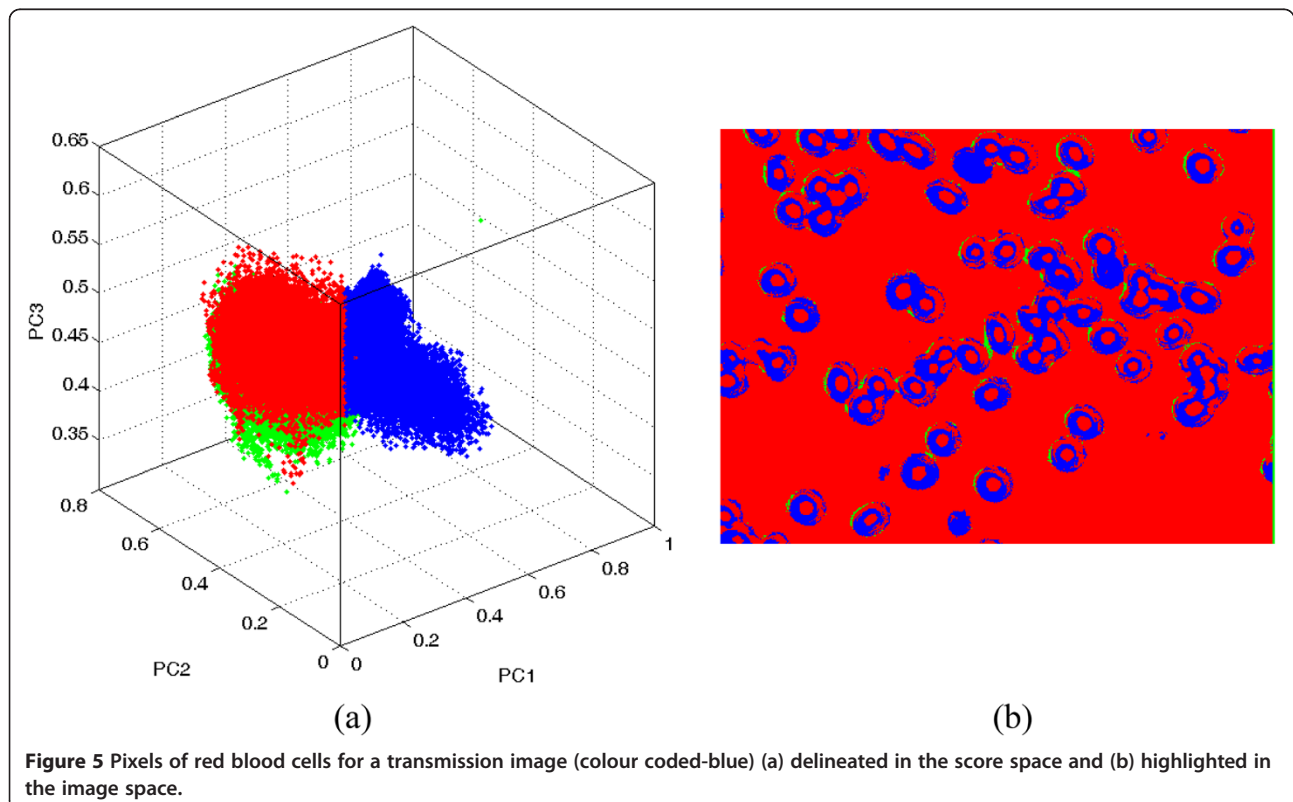 0.65
0.6
0.55
0.5
0.45
0.4
0.35
PC3
0.8
0.6
0.4
0.2
0
PC2
0
0.2
0.4
0.6
0.8
1
PC1
(a)
(b)
Figure 5 Pixels of red blood cells for a transmission image (colour coded-blue) (a) delineated in the score space and (b) highlighted in
the image space.